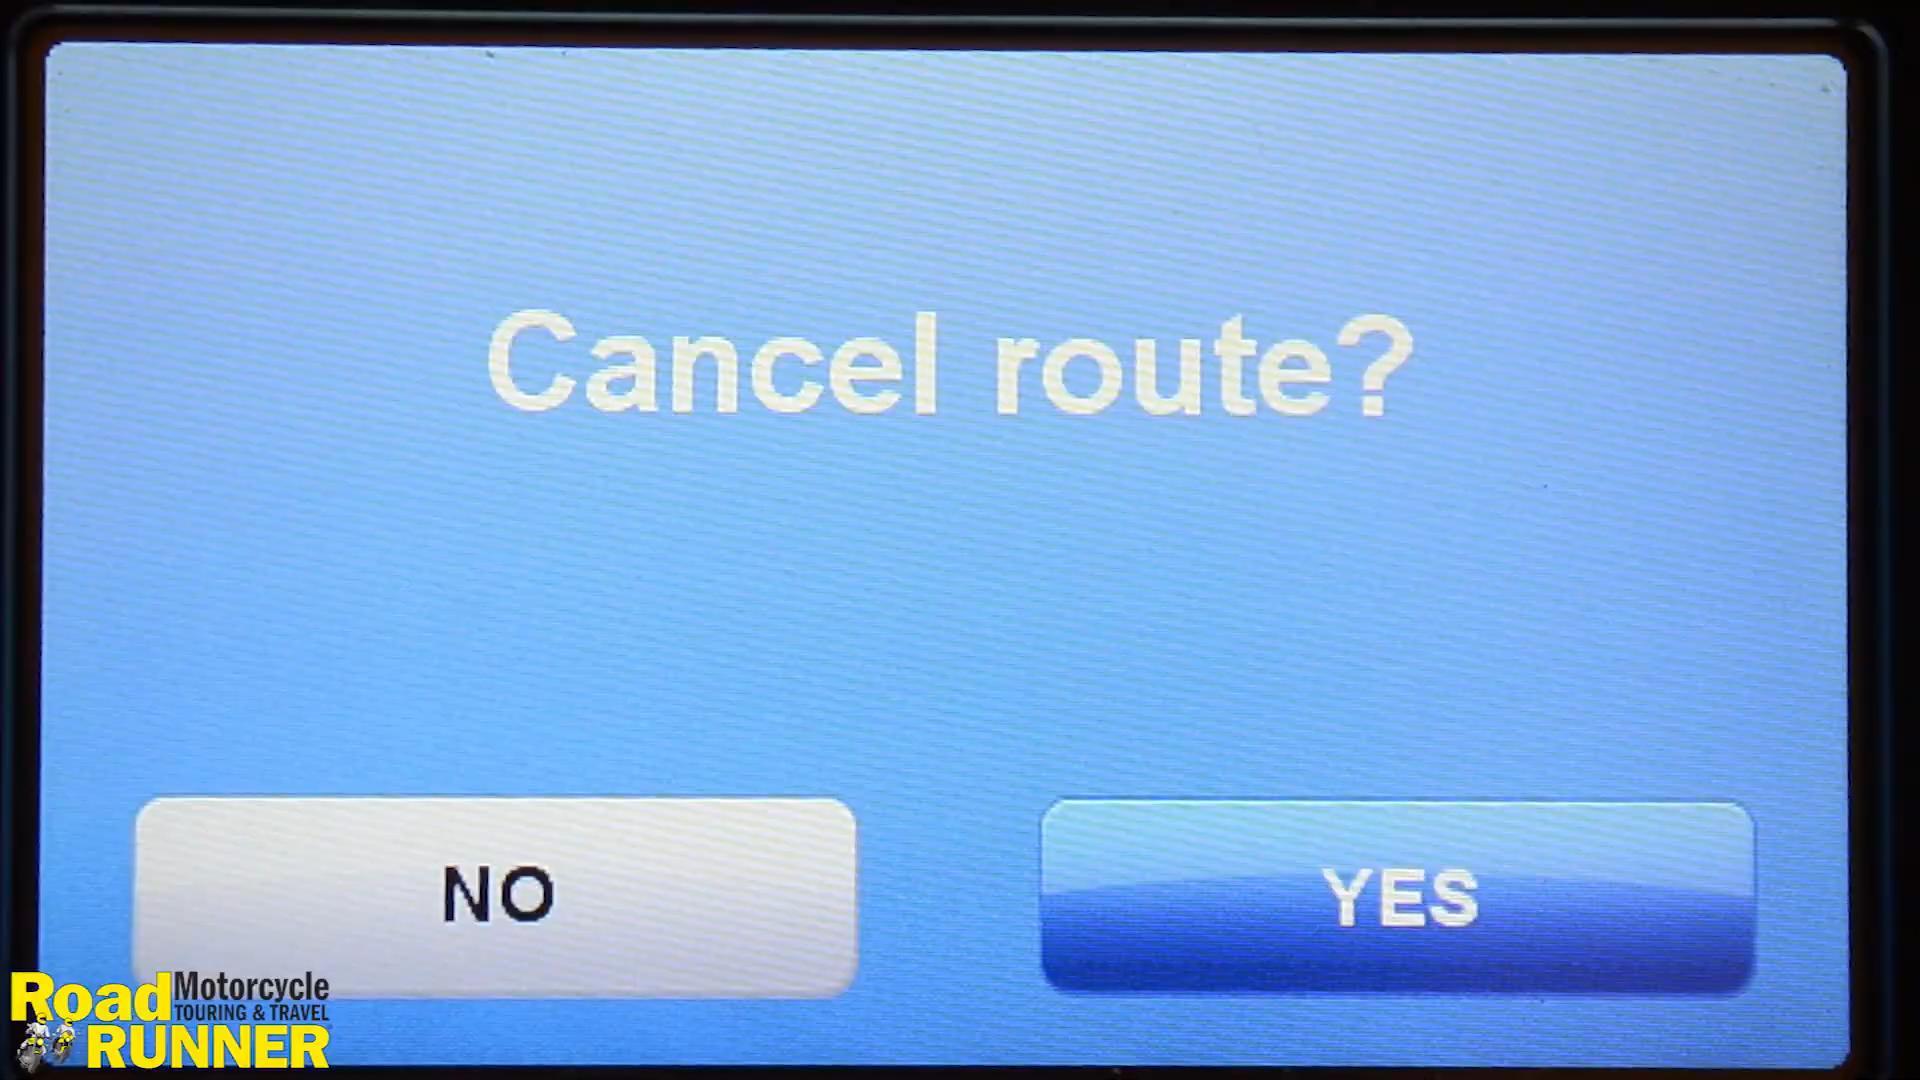 Cancel route?
NO YES
Road Motorcycle
TOURING & TRAVEL
RUNNER